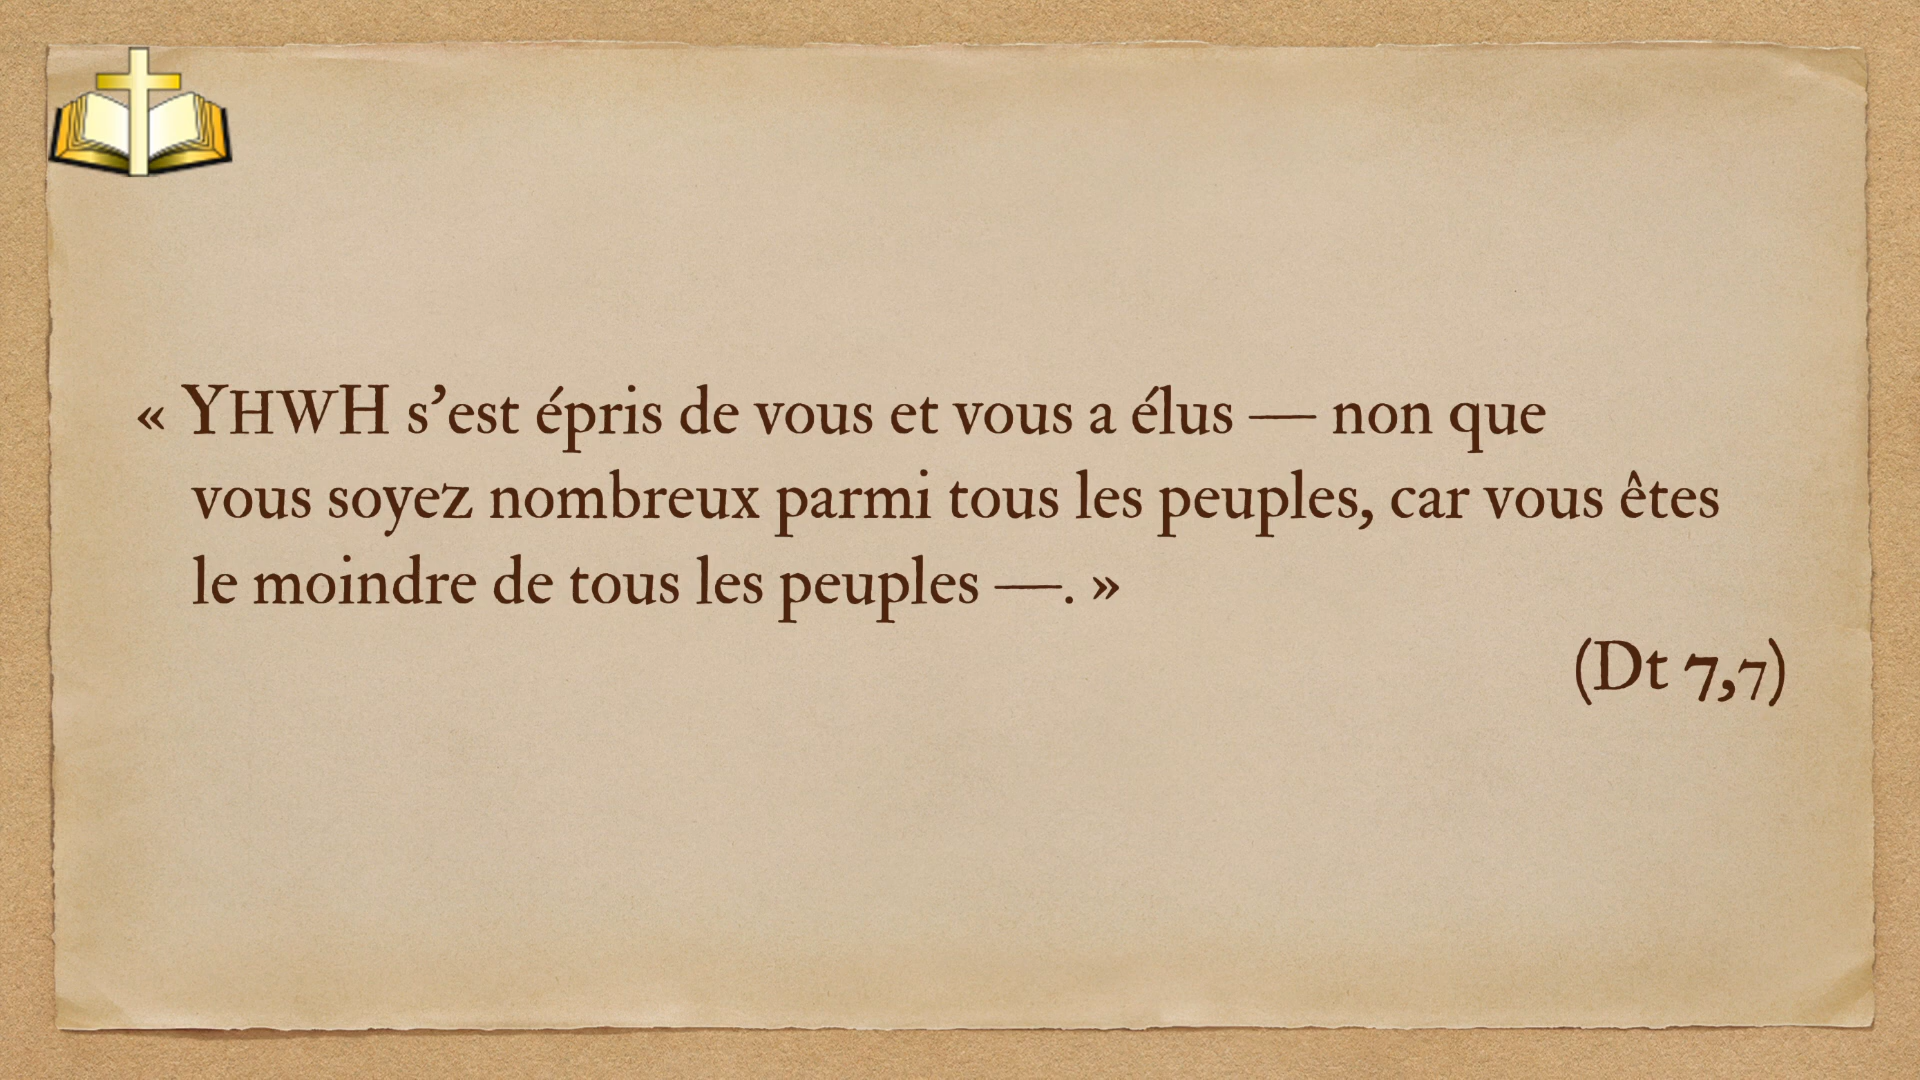 « YHWH s’est épris de vous et vous a élus — non que
vous soyez nombreux parmi tous les peuples, car vous êtes
le moindre de tous les peuples —. »
(Dt 7,7)